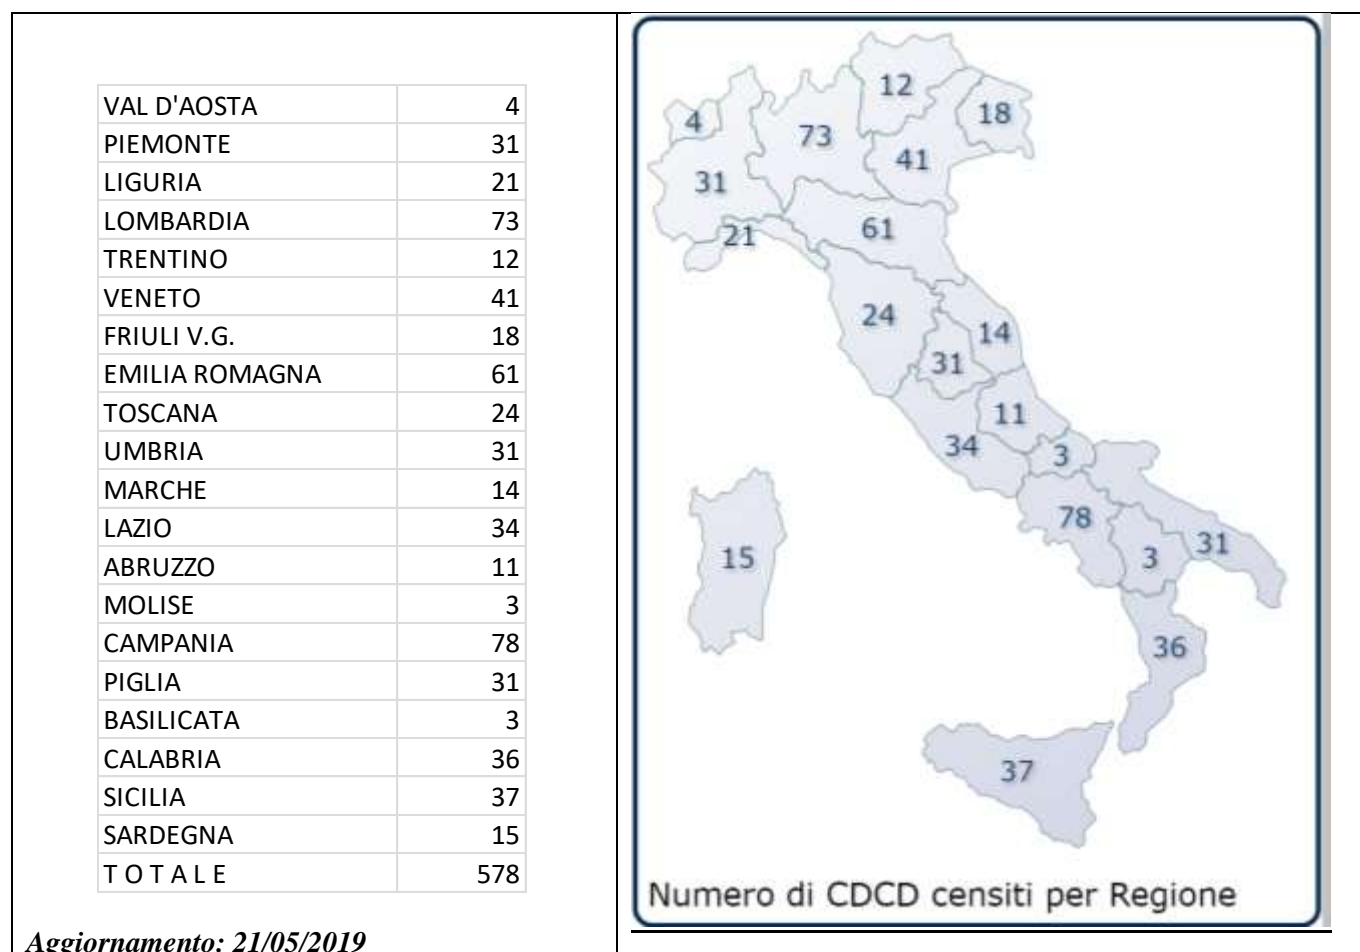 VAL D'AOSTA 4
PIEMONTE 31
LIGURIA 21
LOMBARDIA 73
TRENTINO 12
VENETO 41
FRIULI V.G. 18
EMILIA ROMAGNA 61
TOSCANA 24
UMBRIA 31
MARCHE 14
LAZIO 34
ABRUZZO 11
MOLISE 3
CAMPANIA 78
PIGLIA 31
BASILICATA 3
CALABRIA 36
SICILIA 37
SARDEGNA 15
T O T A L E 578
Aggiornamento: 21/05/2019
12
18
4
73
41
31
21
61
24
14
31
11
34
3
78
31
3
15
36
37
Numero di CDCD censiti per Regione